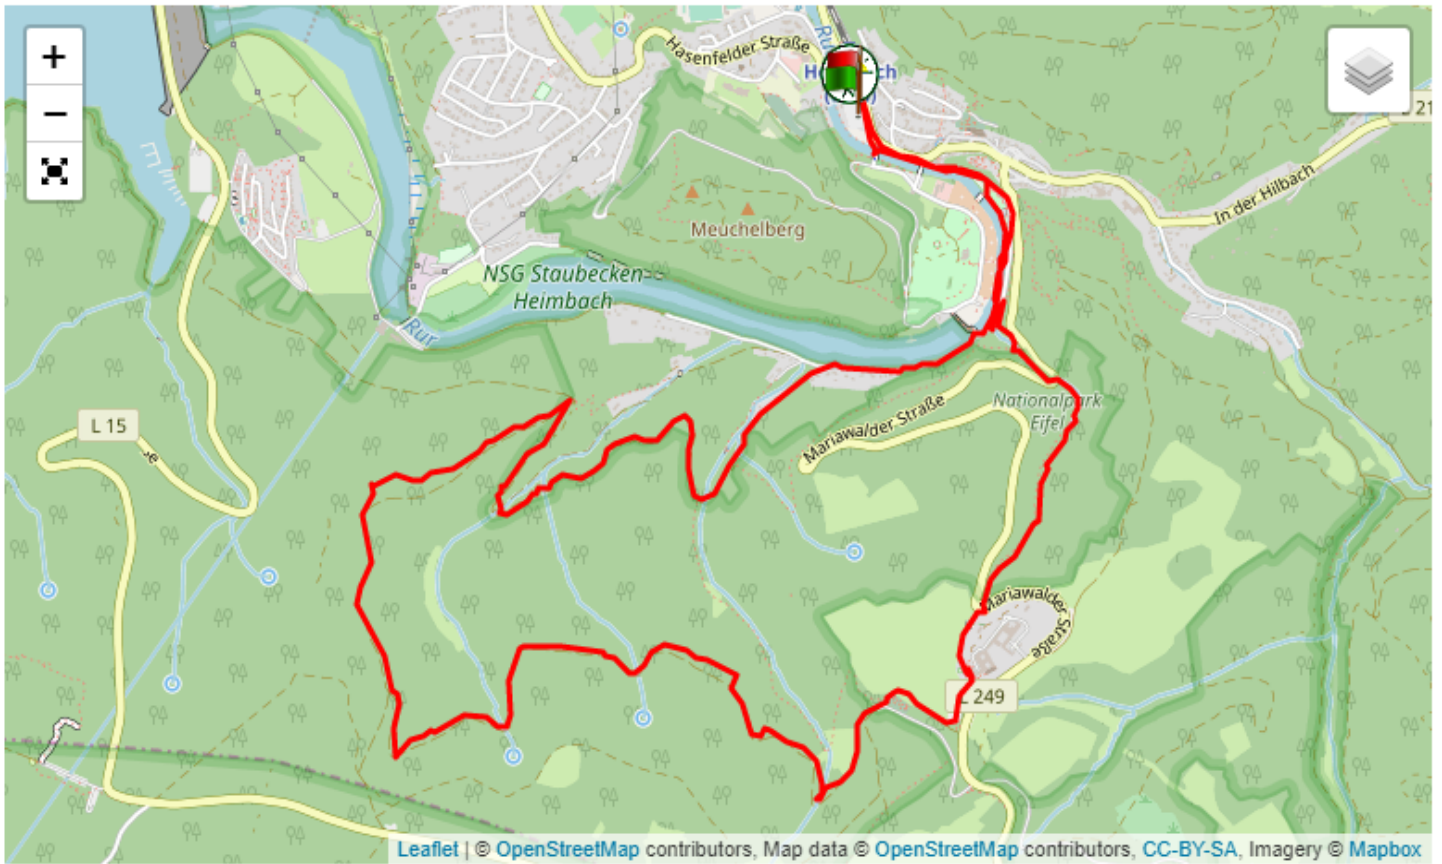 +
−
Hasenfelder Straße
Rur
In der Hilbach
Meuchelberg
NSG Staubecken
Heimbach
Rur
Nationalpark
Eifel
Mariawalder Straße
L 15
Mariawalder
Straße
L 249
Leaflet | © OpenStreetMap contributors, Map data © OpenStreetMap contributors, CC-BY-SA, Imagery © Mapbox